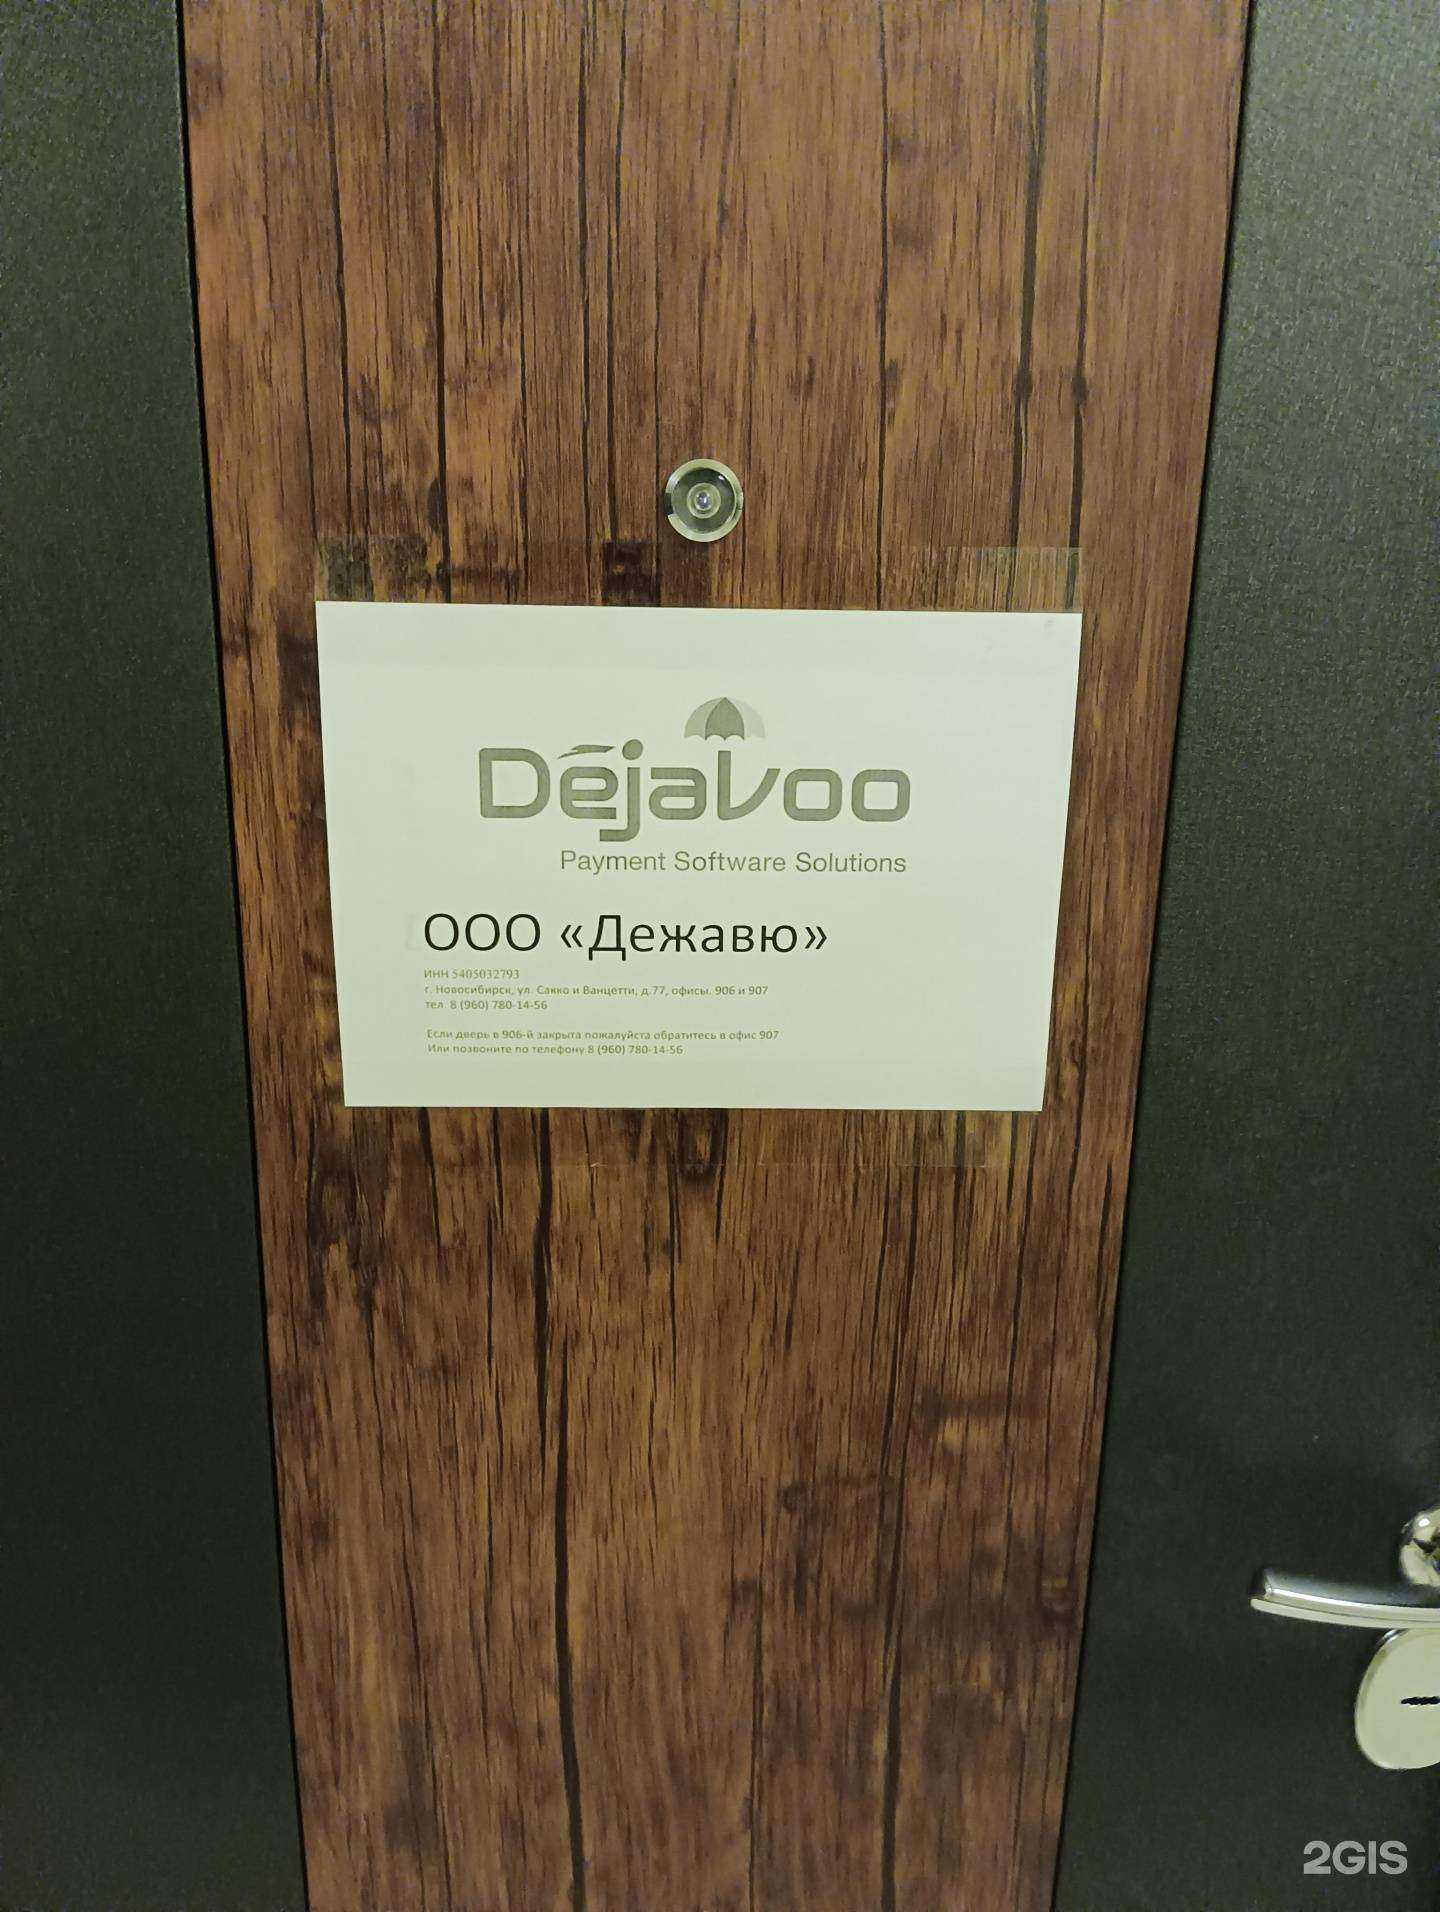 Déjavoo
Payment Software Solutions
ООО «Дежавю»
ИНН 5405032793
г. Новосибирск, ул. Сакко и Ванцетти, д.77, офисы. 906 и 907
тел. 8 (960) 780-14-56
Если дверь в 906-й закрыта пожалуйста обратитесь в офис 907
Или позвоните по телефону 8 (960) 780-14-56
2GIS